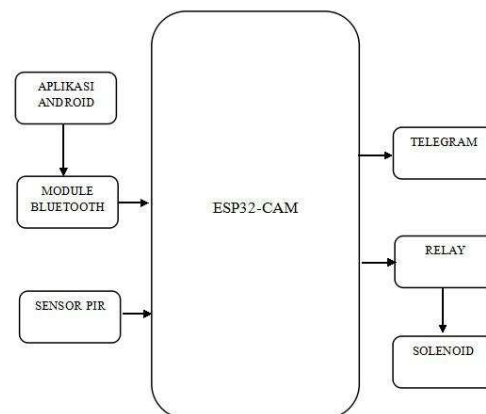 APLIKASI
ANDROID
MODULE
BLUETOOTH
SENSOR PIR
ESP32-CAM
TELEGRAM
RELAY
SOLENOID